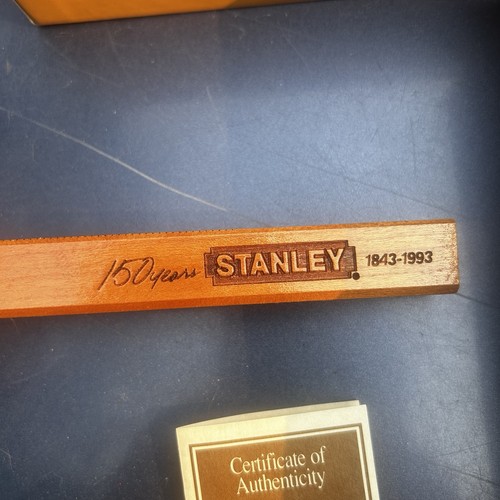 150 years STANLEY 1843-1993
Certificate of
Authenticity